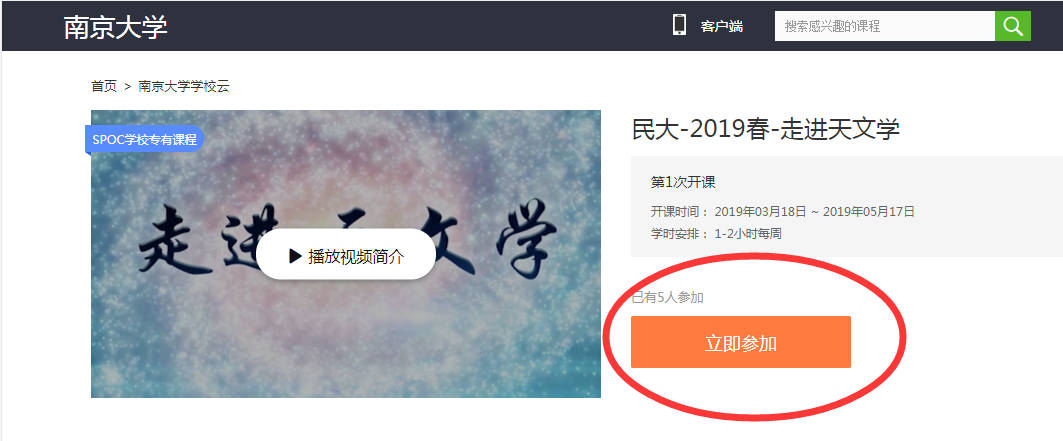 南京大学
客户端
搜索感兴趣的课程
首页 > 南京大学学校云
SPOC学校专有课程
走进天文学
播放视频简介
民大-2019春-走进天文学
第1次开课
开课时间： 2019年03月18日 ~ 2019年05月17日
学时安排： 1-2小时每周
已有5人参加
立即参加